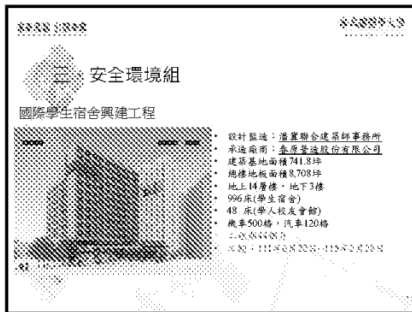 三、安全環境組
國際學生宿舍興建工程
• 設計監造：潘冀聯合建築師事務所
• 承造廠商：泰原營造股份有限公司
• 建築基地面積741.8坪
• 總樓地板面積8,708坪
• 地上14層樓，地下3樓
• 996床(學生宿舍)
• 48 床(學人校友會館)
• 機車500格，汽車120格